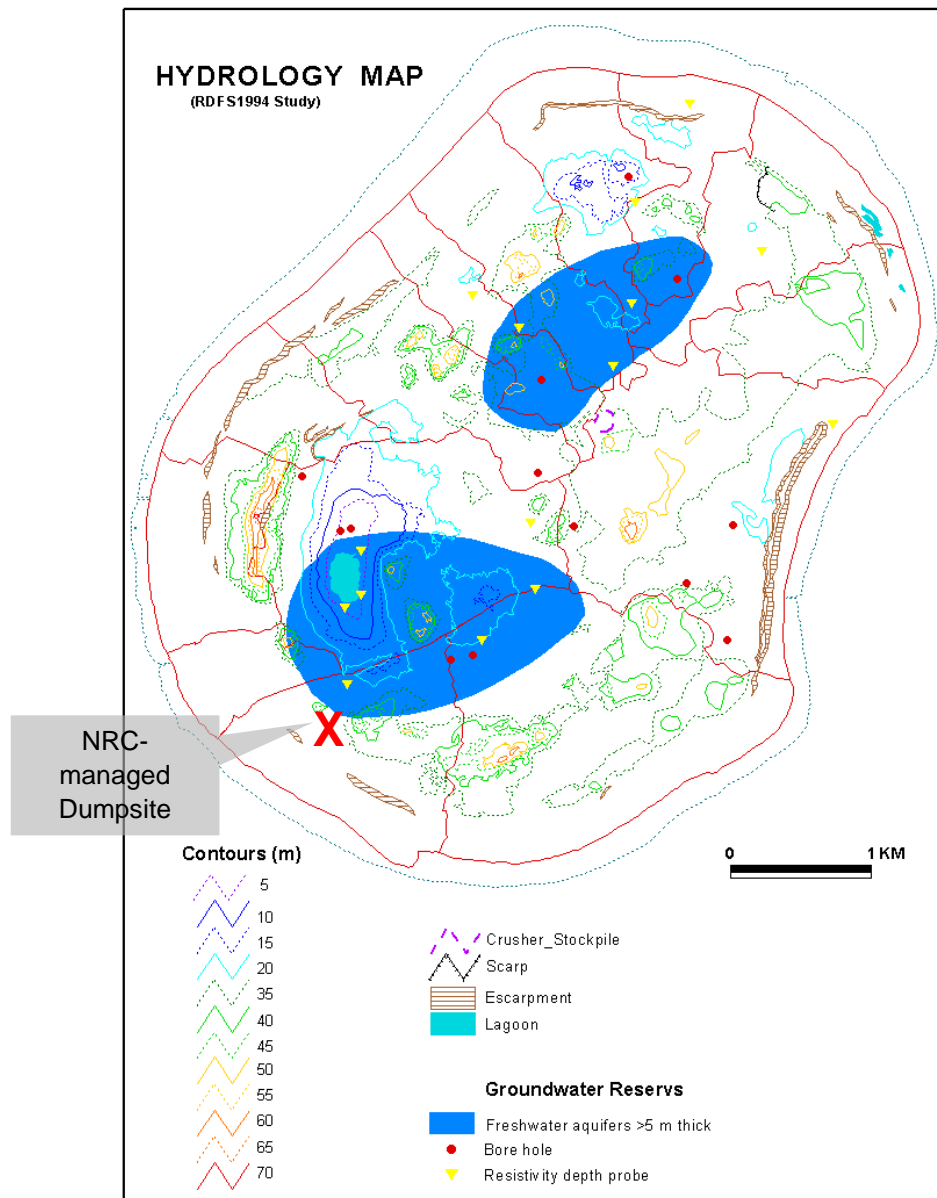 HYDROLOGY MAP
(RDFS1994 Study)
NRC-
managed
Dumpsite
X
Contours (m)
5
10
15
20
35
40
45
50
55
60
65
70
0 1 KM
Crusher_Stockpile
Scarp
Escarpment
Lagoon
Groundwater Reservs
Freshwater aquifers >5 m thick
Bore hole
Resistivity depth probe